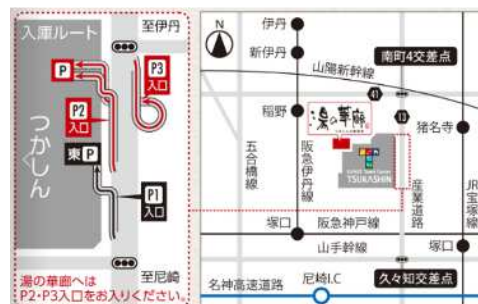 入庫ルート
至伊丹
P
P3
入口
P2
入口
つかしん
東P
P1
入口
至尼崎
湯の華廊へは
P2・P3入口をお入りください。
N
伊丹
新伊丹
山陽新幹線
南町4交差点
41
13
稲野
湯の華廊
猪名寺
TSUKASHIN
五合橋線
阪急伊丹線
産業道路
JR宝塚線
塚口
阪急神戸線
山手幹線
塚口
名神高速道路
尼崎I.C
久々知交差点